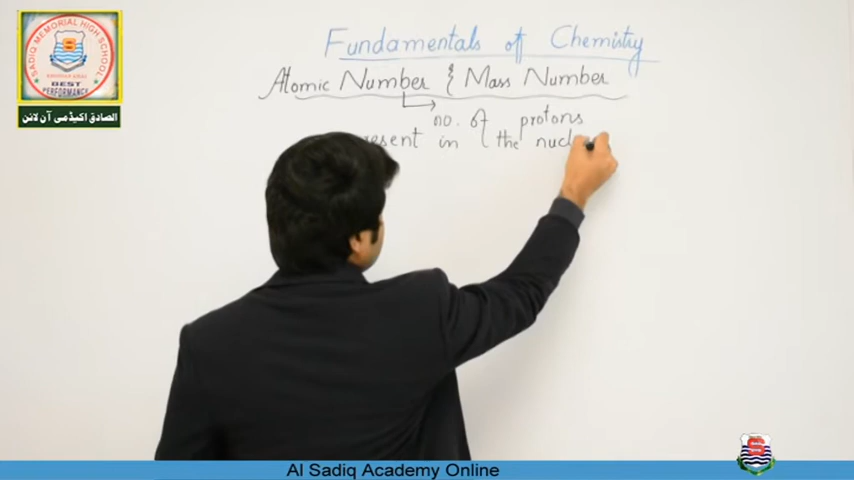 SADIQ MEMORIAL HIGH SCHOOL
BEST
PERFORMANCE
الصادق اکیڈمی آن لائن
Fundamentals of Chemistry
Atomic Number & Mass Number
no. of protons
resent in the nucl
Al Sadiq Academy Online